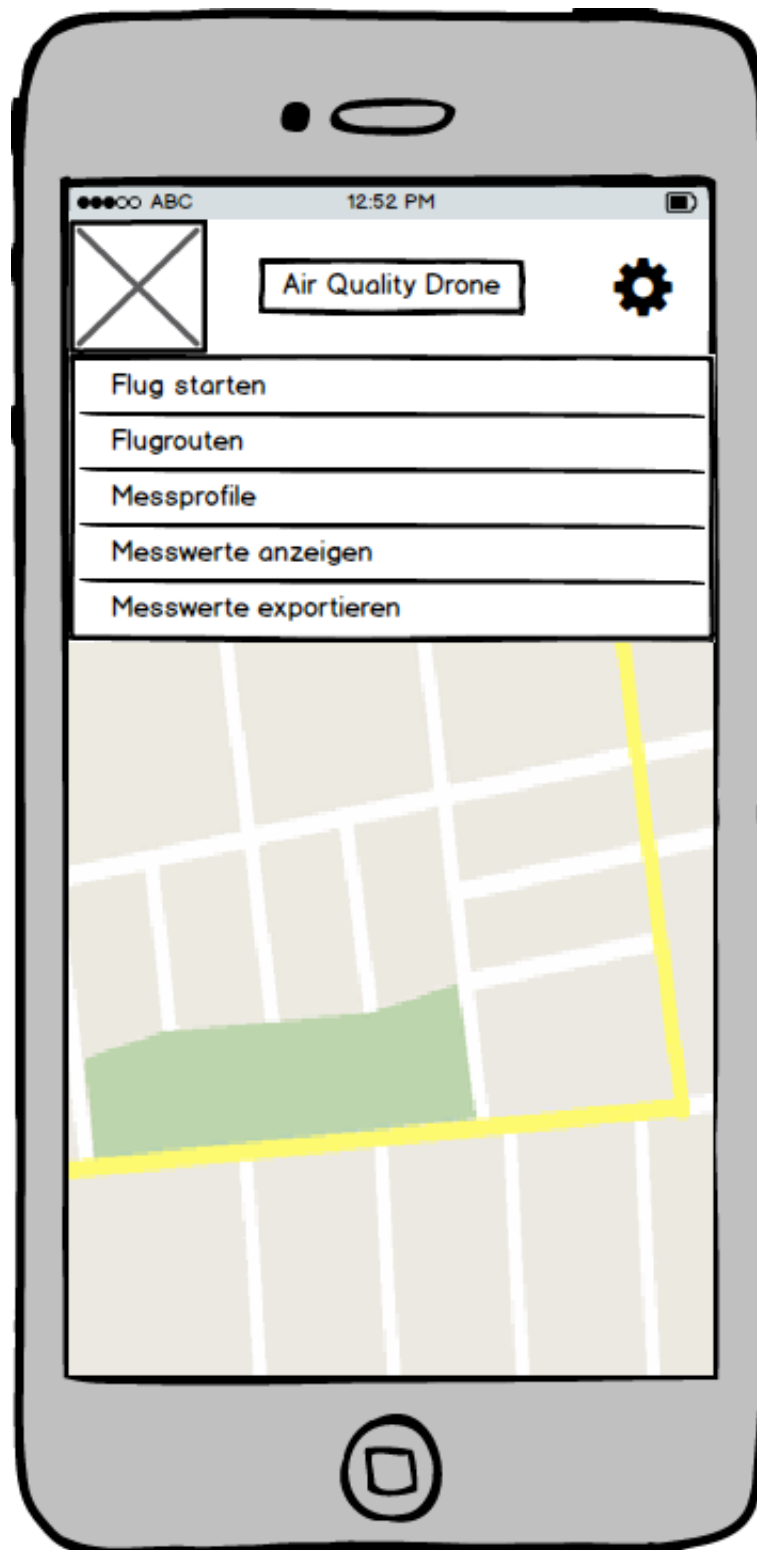 ABC 12:52 PM
Air Quality Drone
Flug starten
Flugrouten
Messprofile
Messwerte anzeigen
Messwerte exportieren